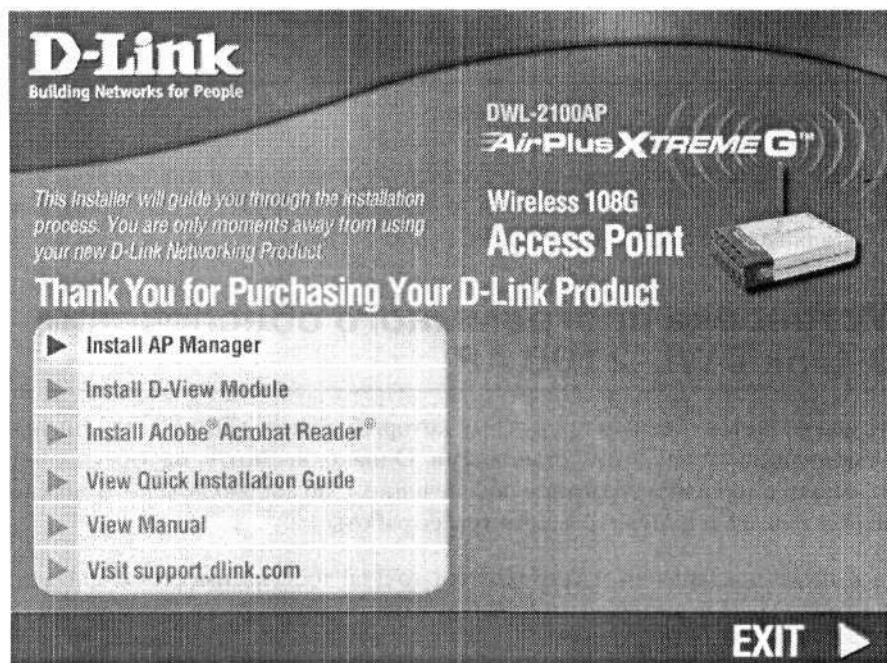 D-Link
Building Networks for People
DWL-2100AP
AirPlus XTREME G™
This Installer will guide you through the installation
process. You are only moments away from using
your new D-Link Networking Product.
Wireless 108G
Access Point
Thank You for Purchasing Your D-Link Product
Install AP Manager
Install D-View Module
Install Adobe® Acrobat Reader®
View Quick Installation Guide
View Manual
Visit support.dlink.com
EXIT